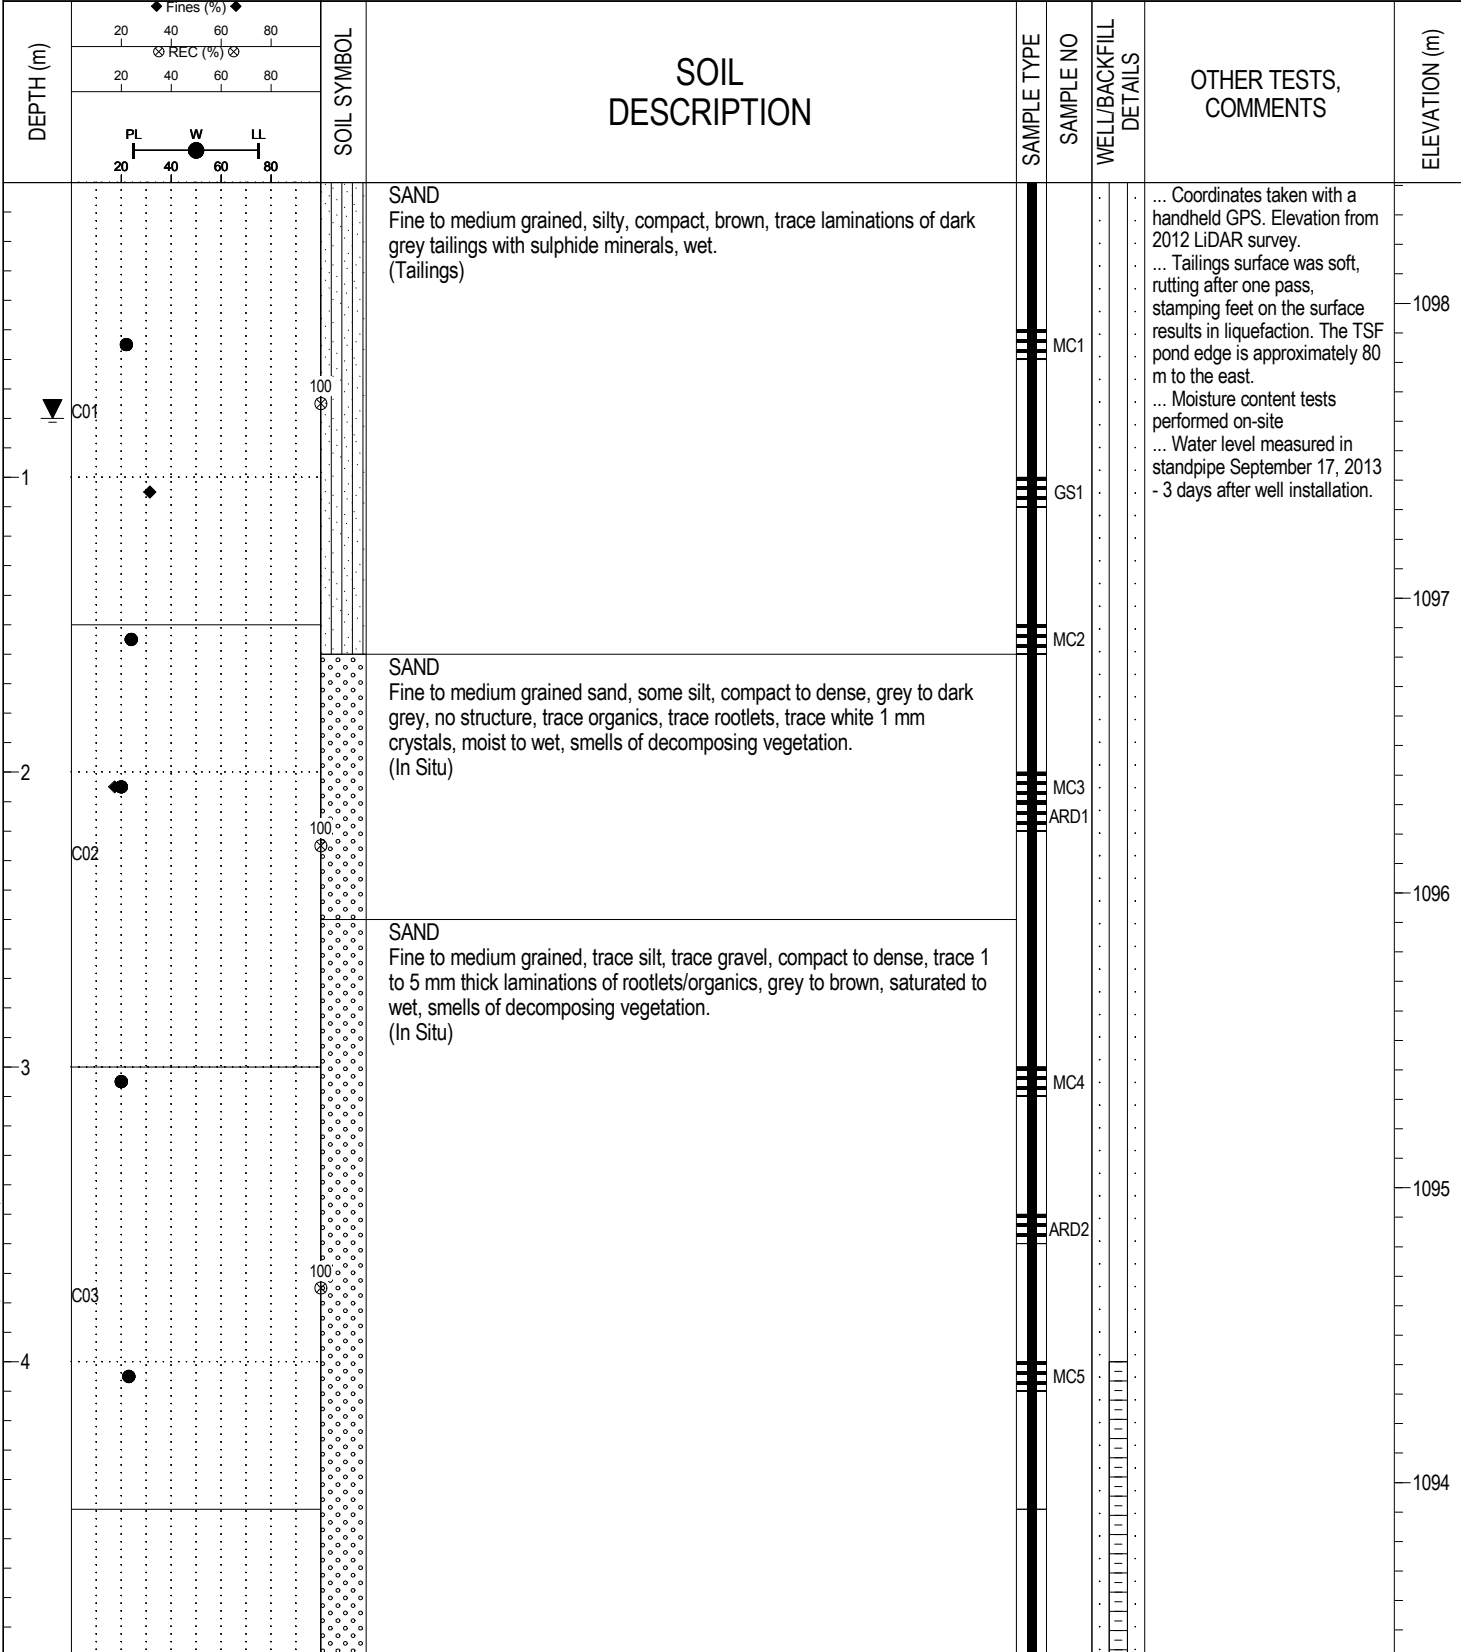 DEPTH (m)
◆ Fines (%) ◆
20 40 60 80
⊗ REC (%) ⊗
20 40 60 80
PL W LL
20 40 60 80
SOIL SYMBOL
SOIL
DESCRIPTION
SAMPLE TYPE
SAMPLE NO
WELL/BACKFILL
DETAILS
OTHER TESTS,
COMMENTS
ELEVATION (m)
SAND
Fine to medium grained, silty, compact, brown, trace laminations of dark
grey tailings with sulphide minerals, wet.
(Tailings)
... Coordinates taken with a
handheld GPS. Elevation from
2012 LiDAR survey.
... Tailings surface was soft,
rutting after one pass,
stamping feet on the surface
results in liquefaction. The TSF
pond edge is approximately 80
m to the east.
... Moisture content tests
performed on-site
... Water level measured in
standpipe September 17, 2013
- 3 days after well installation.
1098
MC1
100
C01
1
GS1
1097
MC2
SAND
Fine to medium grained sand, some silt, compact to dense, grey to dark
grey, no structure, trace organics, trace rootlets, trace white 1 mm
crystals, moist to wet, smells of decomposing vegetation.
(In Situ)
2
MC3
ARD1
100
C02
1096
SAND
Fine to medium grained, trace silt, trace gravel, compact to dense, trace 1
to 5 mm thick laminations of rootlets/organics, grey to brown, saturated to
wet, smells of decomposing vegetation.
(In Situ)
3
MC4
1095
ARD2
100
C03
4
MC5
1094